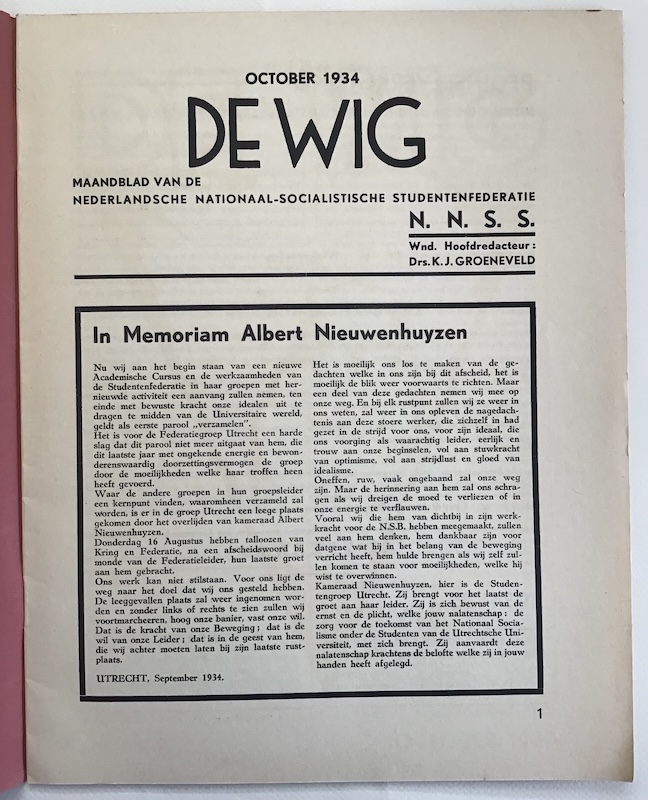 OCTOBER 1934
DE WIG
MAANDBLAD VAN DE
NEDERLANDSCHE NATIONAAL-SOCIALISTISCHE STUDENTENFEDERATIE
N. N. S. S.
Wnd. Hoofdredacteur:
Drs. K. J. GROENEVELD
In Memoriam Albert Nieuwenhuyzen
Nu wij aan het begin staan van een nieuwe
Academische Cursus en de werkzaamheden van
de Studentenfederatie in haar groepen met her-
nieuwde activiteit een aanvang zullen nemen, ten
einde met bewuste kracht onze idealen uit te
dragen te midden van de Universitaire wereld,
geldt als eerste parool „verzamelen".
Het is voor de Federatiegroep Utrecht een harde
slag dat dit parool niet meer uitgaat van hem, die
dit laatste jaar met ongekende energie en bewon-
derenswaardig doorzettingsvermogen de groep
door de moeilijkheden welke haar troffen heen
heeft gevoerd.
Waar de andere groepen in hun groepsleider
een kernpunt vinden, waaromheen verzameld zal
worden, is er in de groep Utrecht een leege plaats
gekomen door het overlijden van kameraad Albert
Nieuwenhuyzen.
Donderdag 16 Augustus hebben talloozen van
Kring en Federatie, na een afscheidswoord bij
monde van de Federatieleider, hun laatste groet
aan hem gebracht.
Ons werk kan niet stilstaan. Voor ons ligt de
weg naar het doel dat wij ons gesteld hebben.
De leeggevallen plaats zal weer ingenomen wor-
den en zonder links of rechts te zien zullen wij
voortmarcheeren, hoog onze banier, vast onze wil.
Dat is de kracht van onze Beweging; dat is de
wil van onze Leider; dat is in de geest van hem,
die wij achter moeten laten bij zijn laatste rust-
plaats.
UTRECHT, September 1934.
Het is moeilijk ons los te maken van de ge-
dachten welke in ons zijn bij dit afscheid, het is
moeilijk de blik weer voorwaarts te richten. Maar
een deel van deze gedachten nemen wij mee op
onze weg. En bij elk rustpunt zullen wij ze weer in
ons weten, zal weer in ons opleven de nagedach-
tenis aan deze stoere werker, die zichzelf in had
gezet in de strijd voor ons, voor zijn ideaal, die
ons voorging als waarachtig leider, eerlijk en
trouw aan onze beginselen, vol aan stuwkracht
van optimisme, vol aan strijdlust en gloed van
idealisme.
Oneffen, ruw, vaak ongebaand zal onze weg
zijn. Maar de herinnering aan hem zal ons schra-
gen als wij dreigen de moed te verliezen of in
onze energie te verflauwen.
Vooral wij die hem van dichtbij in zijn werk-
kracht voor de N.S.B. hebben meegemaakt, zullen
veel aan hem denken, hem dankbaar zijn voor
datgene wat hij in het belang van de beweging
verricht heeft, hem hulde brengen als wij zelf zul-
len komen te staan voor moeilijkheden, welke hij
wist te overwinnen.
Kameraad Nieuwenhuyzen, hier is de Studen-
tengroep Utrecht. Zij brengt voor het laatst de
groet aan haar leider. Zij is zich bewust van de
ernst en de plicht, welke jouw nalatenschap: de
zorg voor de toekomst van het Nationaal Socia-
lisme onder de Studenten van de Utrechtsche Uni-
versiteit, met zich brengt. Zij aanvaardt deze
nalatenschap krachtens de belofte welke zij in jouw
handen heeft afgelegd.
1